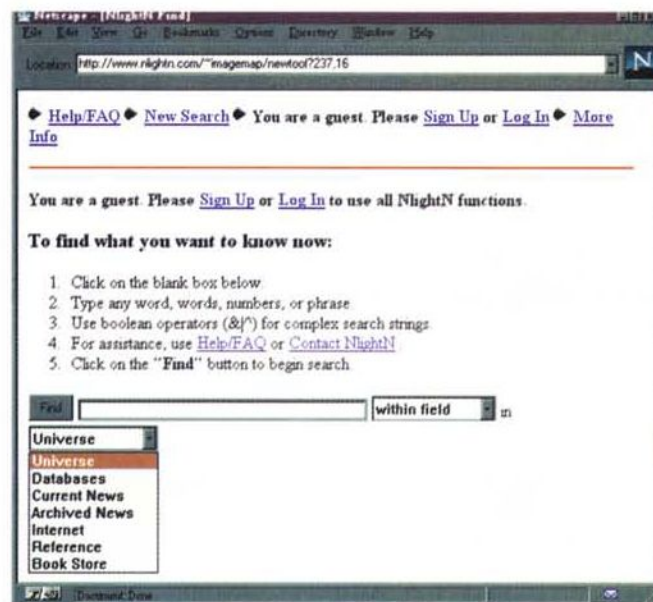 Netscape - [NlightN Find]
File Edit View Go Bookmarks Options Directory Window Help
Location: http://www.nlightn.com/~imagemap/newtool?237,16
N
Help/FAQ New Search You are a guest. Please Sign Up or Log In More
Info
You are a guest. Please Sign Up or Log In to use all NlightN functions.
To find what you want to know now:
1. Click on the blank box below
2. Type any word, words, numbers, or phrase
3. Use boolean operators (&|^) for complex search strings.
4. For assistance, use Help/FAQ or Contact NlightN
5. Click on the "Find" button to begin search
Find within field in
Universe
Universe
Databases
Current News
Archived News
Internet
Reference
Book Store
Document: Done